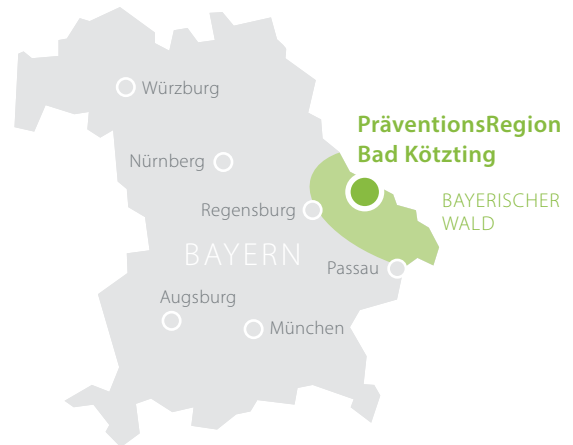 Würzburg
PräventionsRegion
Bad Kötzting
Nürnberg
BAYERISCHER
WALD
Regensburg
BAYERN
Passau
Augsburg
München